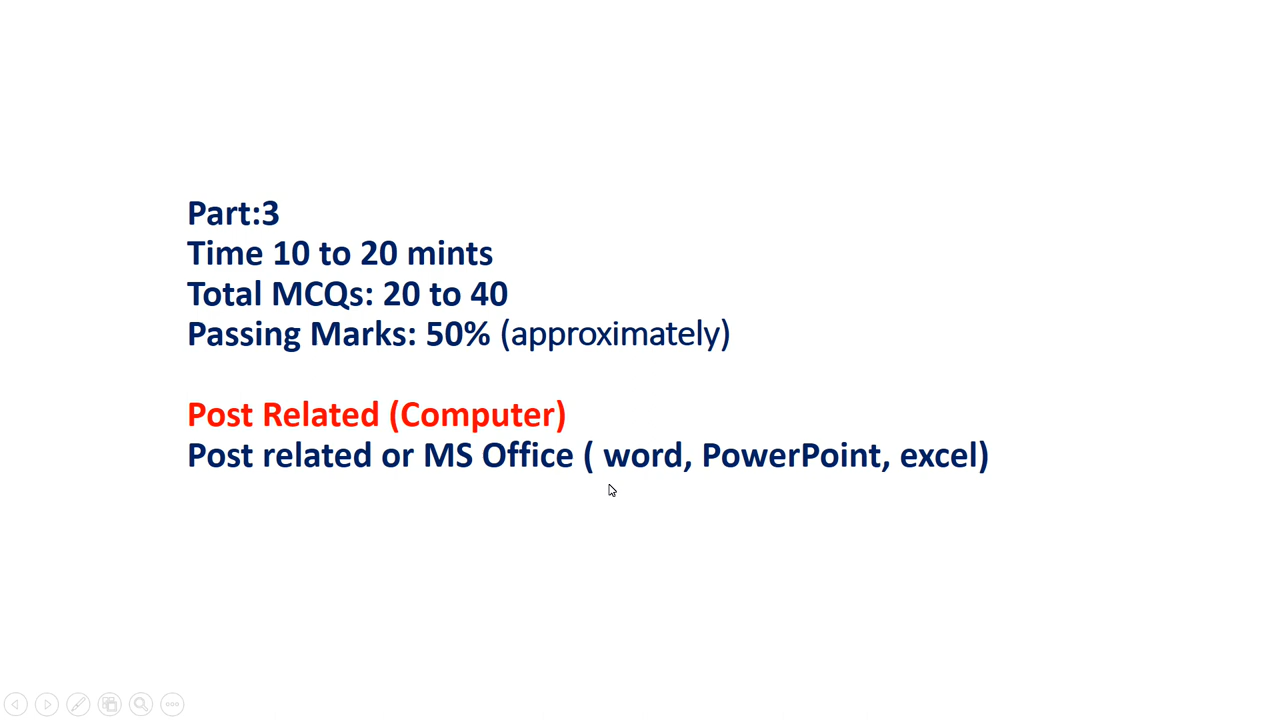 Part:3
Time 10 to 20 mints
Total MCQs: 20 to 40
Passing Marks: 50% (approximately)
Post Related (Computer)
Post related or MS Office ( word, PowerPoint, excel)